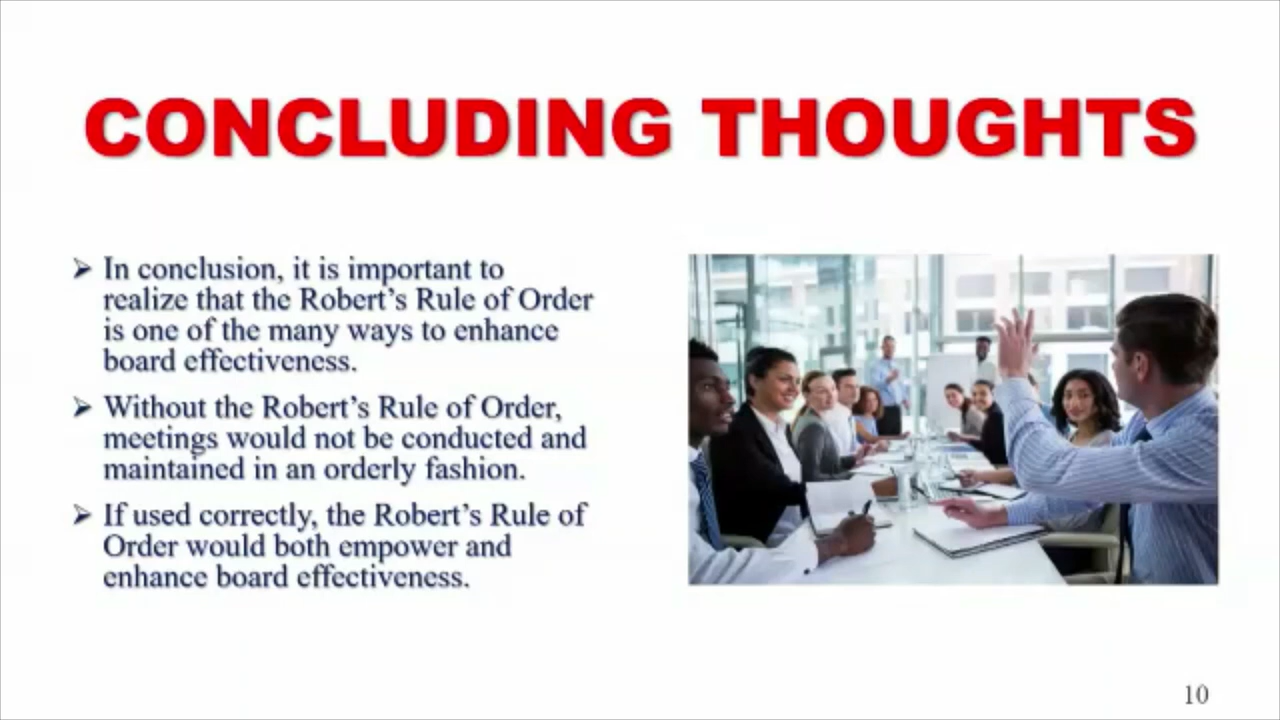 CONCLUDING THOUGHTS
➢ In conclusion, it is important to
realize that the Robert’s Rule of Order
is one of the many ways to enhance
board effectiveness.
➢ Without the Robert’s Rule of Order,
meetings would not be conducted and
maintained in an orderly fashion.
➢ If used correctly, the Robert’s Rule of
Order would both empower and
enhance board effectiveness.
10